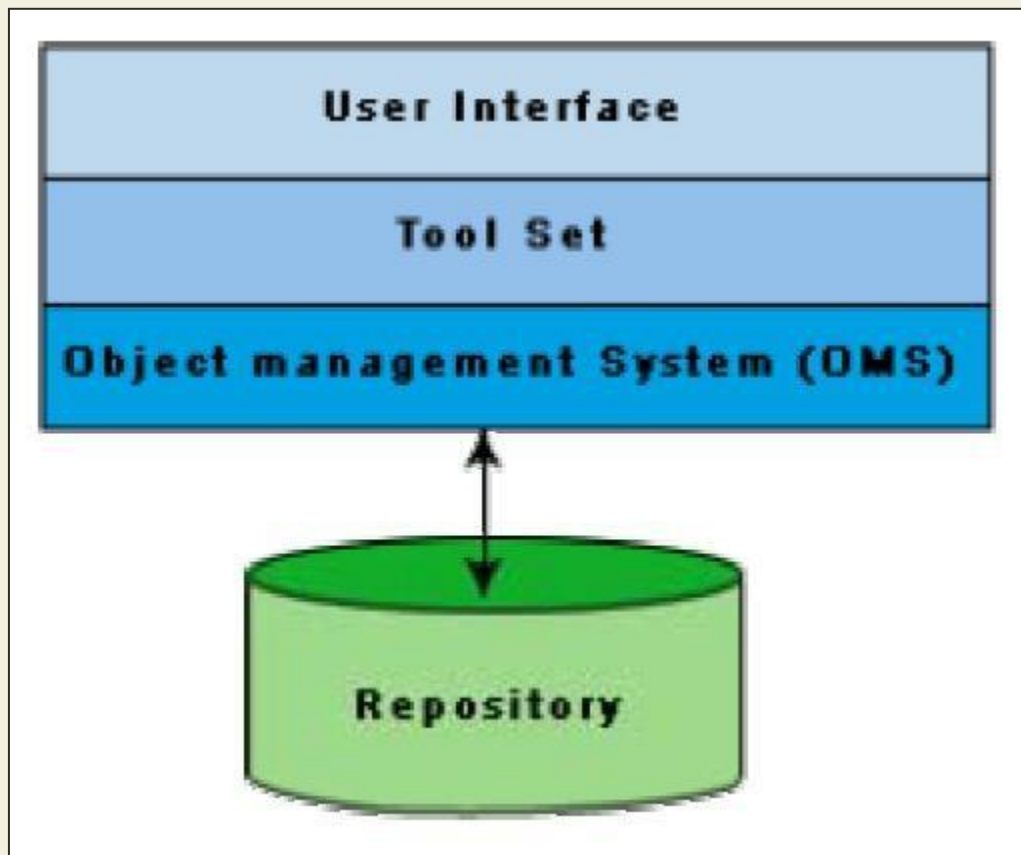 User Interface
Tool Set
Object management System (OMS)
Repository